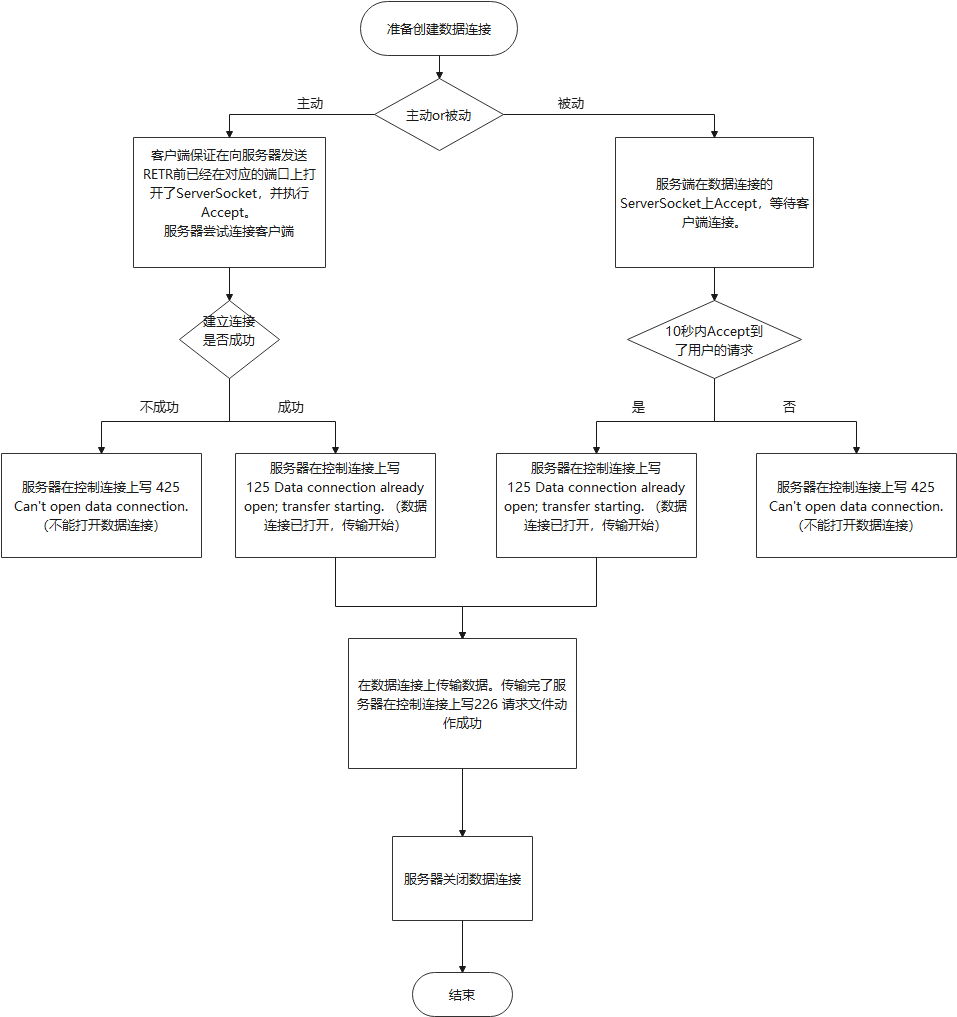 准备创建数据连接
主动or被动
主动
被动
客户端保证在向服务器发送
RETR前已经在对应的端口上打
开了ServerSocket，并执行
Accept。
服务器尝试连接客户端
服务端在数据连接的
ServerSocket上Accept，等待客
户端连接。
建立连接
是否成功
10秒内Accept到
了用户的请求
不成功
成功
是
否
服务器在控制连接上写 425
Can't open data connection.
（不能打开数据连接）
服务器在控制连接上写
125 Data connection already
open; transfer starting. （数据
连接已打开，传输开始）
服务器在控制连接上写
125 Data connection already
open; transfer starting. （数据
连接已打开，传输开始）
服务器在控制连接上写 425
Can't open data connection.
（不能打开数据连接）
在数据连接上传输数据。传输完了服
务器在控制连接上写226 请求文件动
作成功
服务器关闭数据连接
结束